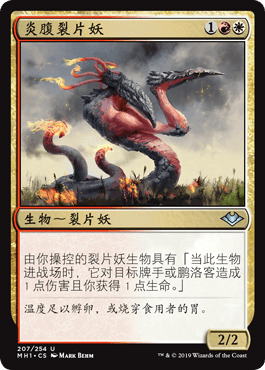 炎腹裂片妖 1
生物～裂片妖
由你操控的裂片妖生物具有「当此生物
进战场时，它对目标牌手或鹏洛客造成
1点伤害且你获得1点生命。」
温度足以孵卵，或烧穿食用者的胃。
2/2
207/254 U
MH1 • CS MARK BEHM
™ & © 2019 Wizards of the Coast